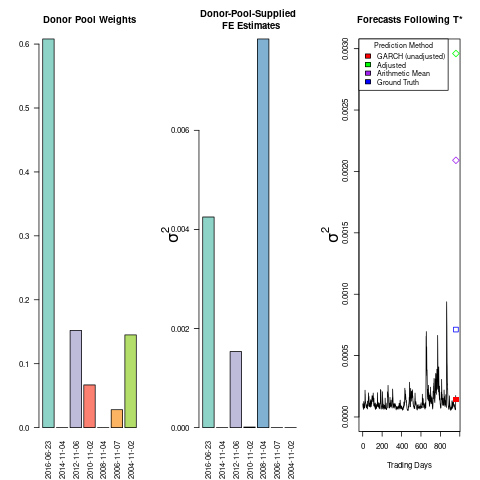 Donor Pool Weights
0.6
0.5
0.4
0.3
0.2
0.1
0.0
2016-06-23
2014-11-04
2012-11-06
2010-11-02
2008-11-04
2006-11-07
2004-11-02
Donor-Pool-Supplied
FE Estimates
σ²
0.006
0.004
0.002
0.000
2016-06-23
2014-11-04
2012-11-06
2010-11-02
2008-11-04
2006-11-07
2004-11-02
Forecasts Following T*
Prediction Method
GARCH (unadjusted)
Adjusted
Arithmetic Mean
Ground Truth
σ²
0.0030
0.0025
0.0020
0.0015
0.0010
0.0005
0.0000
0 200 400 600 800
Trading Days